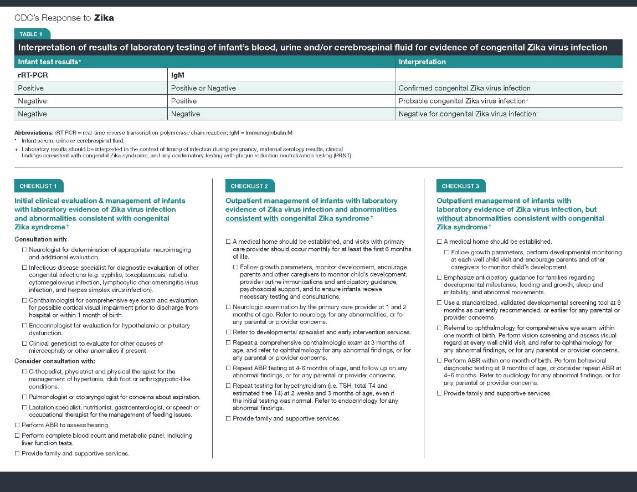 CDC's Response to Zika
TABLE 1
Interpretation of results of laboratory testing of infant's blood, urine and/or cerebrospinal fluid for evidence of congenital Zika virus infection
Infant test results* Interpretation
rRT-PCR IgM
Positive Positive or Negative Confirmed congenital Zika virus infection
Negative Positive Probable congenital Zika virus infection+
Negative Negative Negative for congenital Zika virus infection
Abbreviations: rRT-PCR = real-time reverse transcription polymerase chain reaction; IgM = Immunoglobulin M
* Infant serum, urine or cerebrospinal fluid.
+ Laboratory results should be interpreted in the context of timing of infection during pregnancy, maternal serology results, clinical
findings consistent with congenital Zika syndrome, and any confirmatory testing with plaque reduction neutralization testing (PRNT).
CHECKLIST 1
Initial clinical evaluation & management of infants
with laboratory evidence of Zika virus infection
and abnormalities consistent with congenital
Zika syndrome+
Consultation with:
☐ Neurologist for determination of appropriate neuroimaging
and additional evaluation.
☐ Infectious disease specialist for diagnostic evaluation of other
congenital infections (e.g. syphilis, toxoplasmosis, rubella,
cytomegalovirus infection, lymphocytic choriomeningitis virus
infection, and herpes simplex virus infection).
☐ Ophthalmologist for comprehensive eye exam and evaluation
for possible cortical visual impairment prior to discharge from
hospital or within 1 month of birth.
☐ Endocrinologist for evaluation for hypothalamic or pituitary
dysfunction.
☐ Clinical geneticist to evaluate for other causes of
microcephaly or other anomalies if present.
Consider consultation with:
☐ Orthopedist, physiatrist and physical therapist for the
management of hypertonia, club foot or arthrogrypotic-like
conditions.
☐ Pulmonologist or otolaryngologist for concerns about aspiration.
☐ Lactation specialist, nutritionist, gastroenterologist, or speech or
occupational therapist for the management of feeding issues.
☐ Perform ABR to assess hearing.
☐ Perform complete blood count and metabolic panel, including
liver function tests.
☐ Provide family and supportive services.
CHECKLIST 2
Outpatient management of infants with laboratory
evidence of Zika virus infection and abnormalities
consistent with congenital Zika syndrome+
☐ A medical home should be established, and visits with primary
care provider should occur monthly for at least the first 6 months
of life.
☐ Follow growth parameters, monitor development, encourage
parents and other caregivers to monitor child's development,
provide routine immunizations and anticipatory guidance,
psychosocial support, and to ensure infants receive
necessary testing and consultations.
☐ Neurologic examination by the primary care provider at 1 and 2
months of age. Refer to neurology for any abnormalities, or for
any parental or provider concerns.
☐ Refer to developmental specialist and early intervention services.
☐ Repeat a comprehensive ophthalmologic exam at 3 months of
age, and refer to ophthalmology for any abnormal findings, or for
any parental or provider concerns.
☐ Repeat ABR testing at 4-6 months of age, and follow up on any
abnormal findings, or for any parental or provider concerns.
☐ Repeat testing for hypothyroidism (i.e. TSH, total T4 and
estimated free T4) at 2 weeks and 3 months of age, even if
the initial testing was normal. Refer to endocrinology for any
abnormal findings.
☐ Provide family and supportive services.
CHECKLIST 3
Outpatient management of infants with
laboratory evidence of Zika virus infection, but
without abnormalities consistent with congenital
Zika syndrome+
☐ A medical home should be established.
☐ Follow growth parameters, perform developmental monitoring
at each well child visit and encourage parents and other
caregivers to monitor child's development.
☐ Emphasize anticipatory guidance for families regarding
developmental milestones, feeding and growth, sleep and
irritability, and abnormal movements.
☐ Use a standardized, validated developmental screening tool at 9
months as currently recommended, or earlier for any parental or
provider concerns.
☐ Referral to ophthalmology for comprehensive eye exam within
one month of birth. Perform vision screening and assess visual
regard at every well child visit, and refer to ophthalmology for
any abnormal findings, or for any parental or provider concerns.
☐ Perform ABR within one month of birth. Perform behavioral
diagnostic testing at 9 months of age, or consider repeat ABR at
4-6 months. Refer to audiology for any abnormal findings, or for
any parental or provider concerns.
☐ Provide family and supportive services.